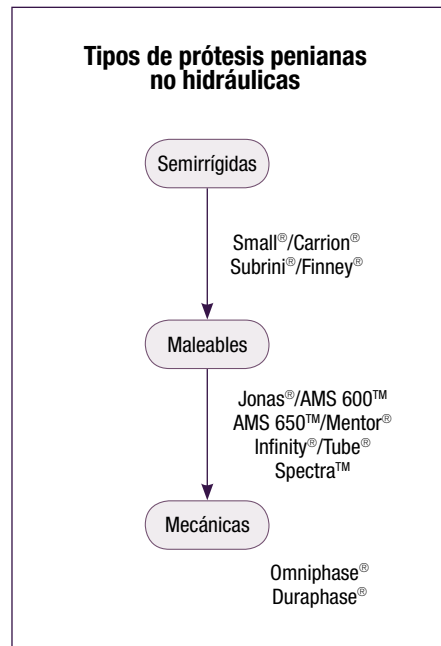 Tipos de prótesis penianas
no hidráulicas
Semirrígidas
Small®/Carrion®
Subrini®/Finney®
Maleables
Jonas®/AMS 600™
AMS 650™/Mentor®
Infinity®/Tube®
Spectra™
Mecánicas
Omniphase®
Duraphase®